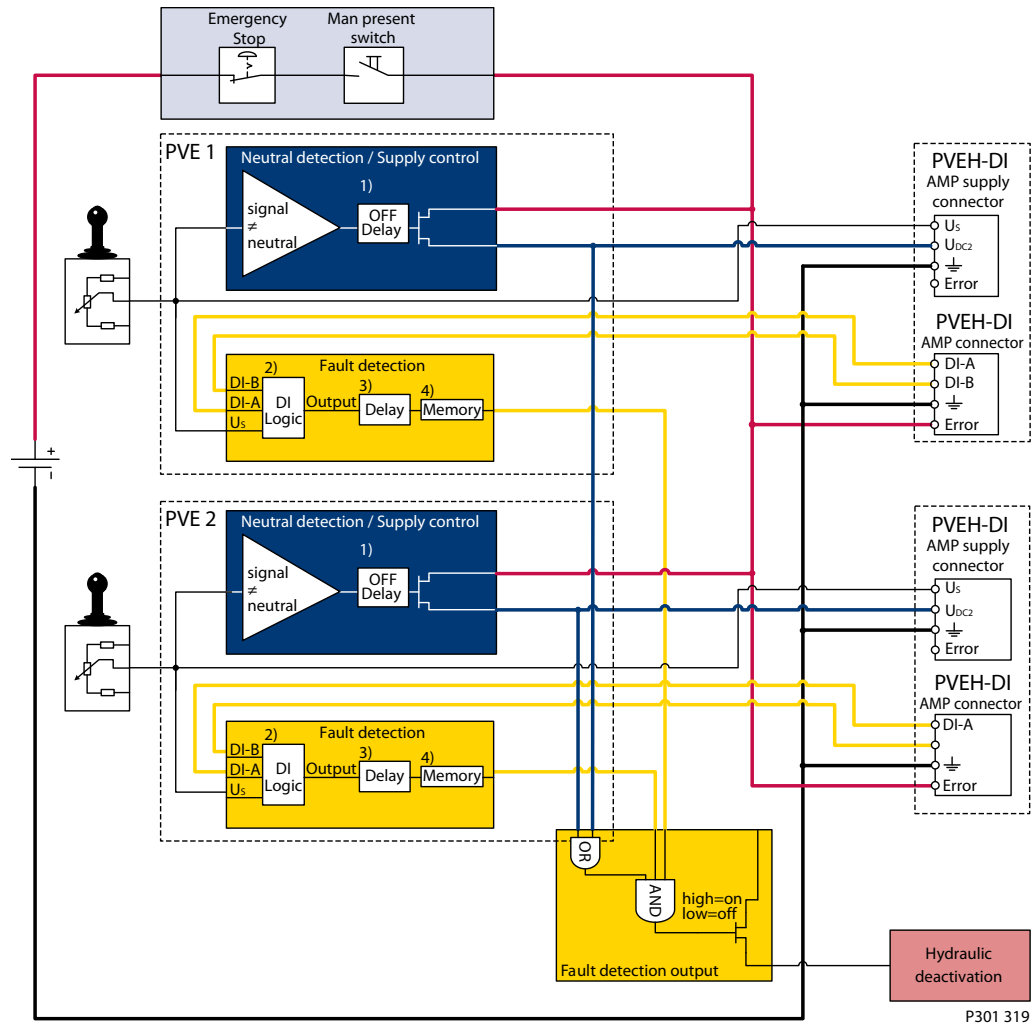 Emergency
Stop
Man present
switch
PVE 1
Neutral detection / Supply control
1)
signal
≠
neutral
OFF
Delay
Fault detection
2)
DI-B
DI-A
Us
DI
Logic
Output
3)
Delay
4)
Memory
PVEH-DI
AMP supply
connector
Us
UDC2
Error
PVEH-DI
AMP connector
DI-A
DI-B
Error
+
–
PVE 2
Neutral detection / Supply control
1)
signal
≠
neutral
OFF
Delay
Fault detection
2)
DI-B
DI-A
Us
DI
Logic
Output
3)
Delay
4)
Memory
PVEH-DI
AMP supply
connector
Us
UDC2
Error
PVEH-DI
AMP connector
DI-A
Error
OR
AND
high=on
low=off
Fault detection output
Hydraulic
deactivation
P301 319